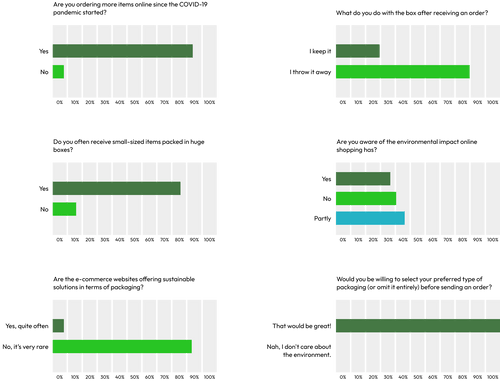 Are you ordering more items online since the COVID-19
pandemic started?
Yes
No
0% 10% 20% 30% 40% 50% 60% 70% 80% 90% 100%
What do you do with the box after receiving an order?
I keep it
I throw it away
0% 10% 20% 30% 40% 50% 60% 70% 80% 90% 100%
Do you often receive small-sized items packed in huge
boxes?
Yes
No
0% 10% 20% 30% 40% 50% 60% 70% 80% 90% 100%
Are you aware of the environmental impact online
shopping has?
Yes
No
Partly
0% 10% 20% 30% 40% 50% 60% 70% 80% 90% 100%
Are the e-commerce websites offering sustainable
solutions in terms of packaging?
Yes, quite often
No, it's very rare
0% 10% 20% 30% 40% 50% 60% 70% 80% 90% 100%
Would you be willing to select your preferred type of
packaging (or omit it entirely) before sending an order?
That would be great!
Nah, I don't care about
the environment.
0% 10% 20% 30% 40% 50% 60% 70% 80% 90% 100%